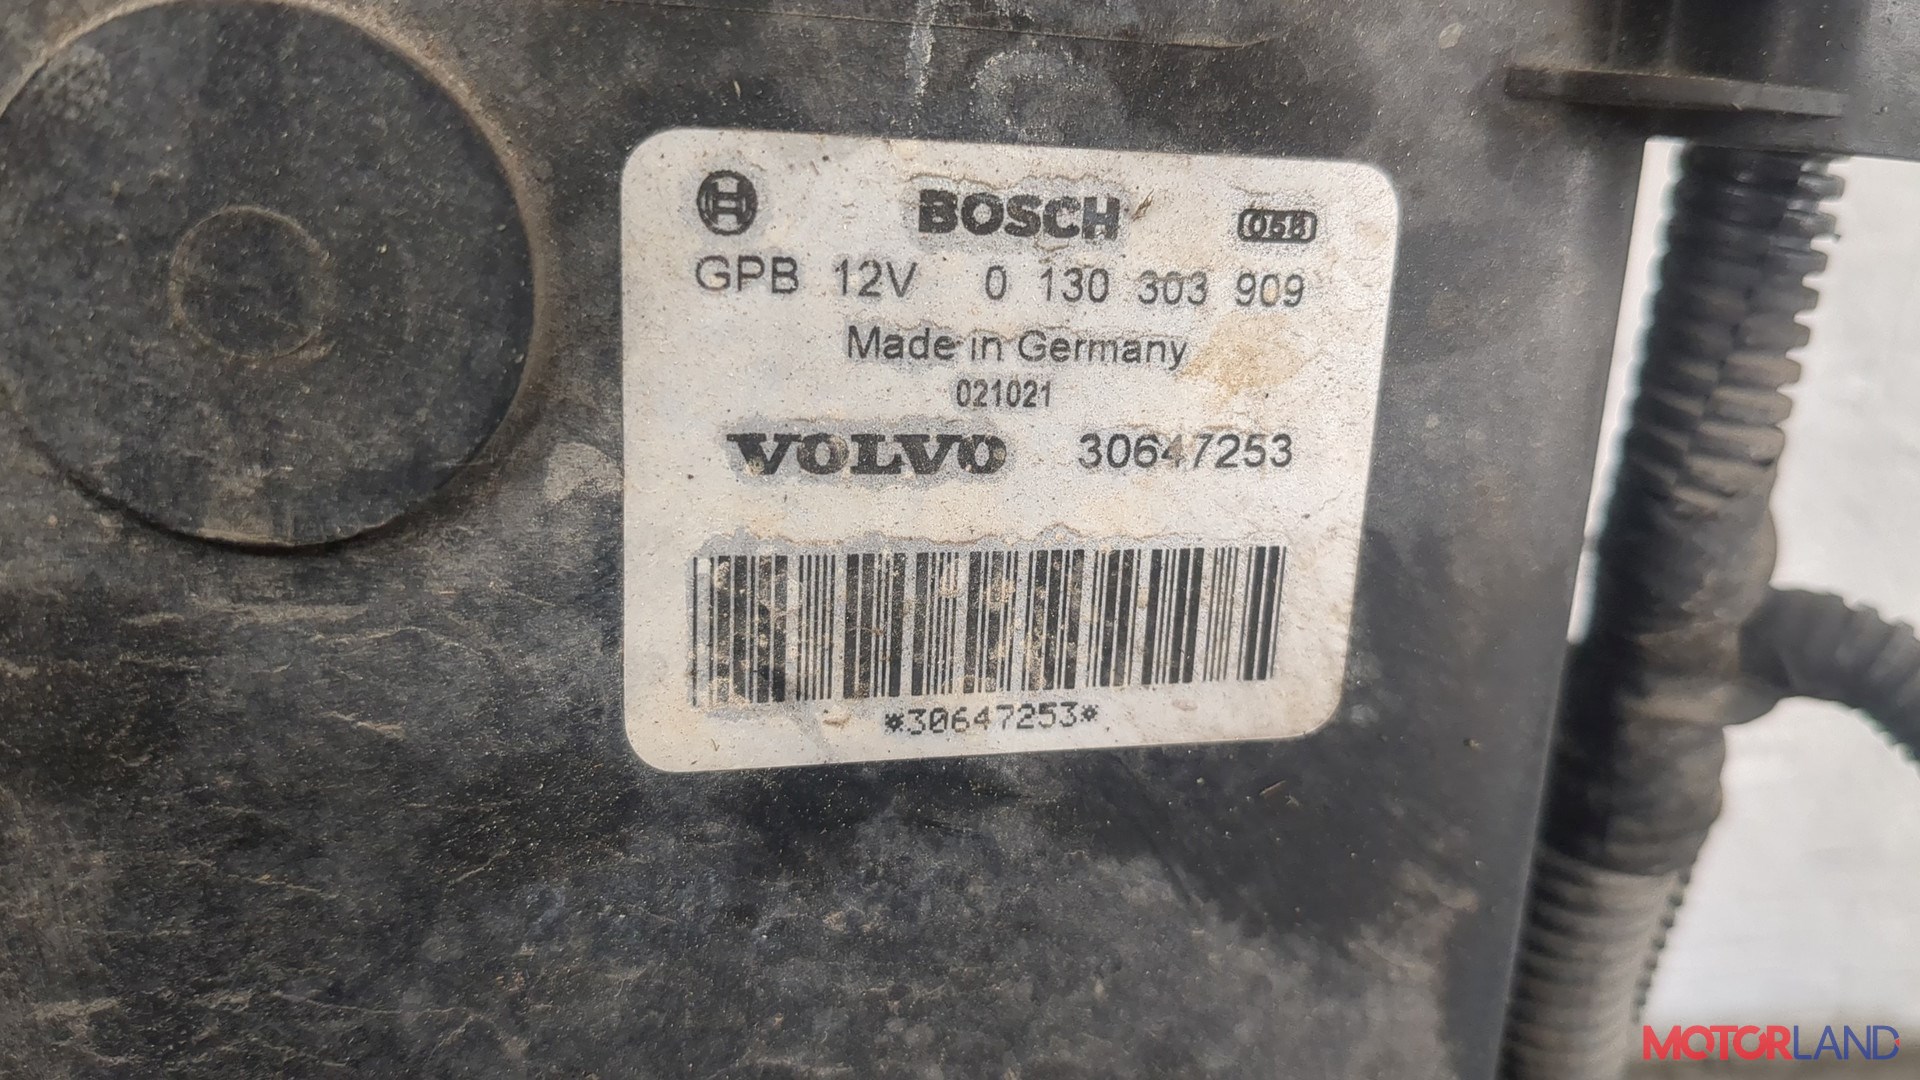 BOSCH 058
GPB 12V 0 130 303 909
Made in Germany
021021
VOLVO 30647253
*30647253*
MOTORLAND